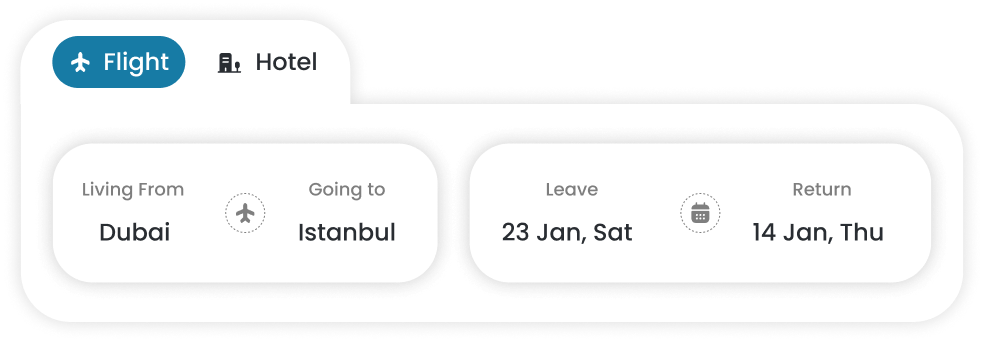 Flight Hotel
Living From Going to Leave Return
Dubai Istanbul 23 Jan, Sat 14 Jan, Thu